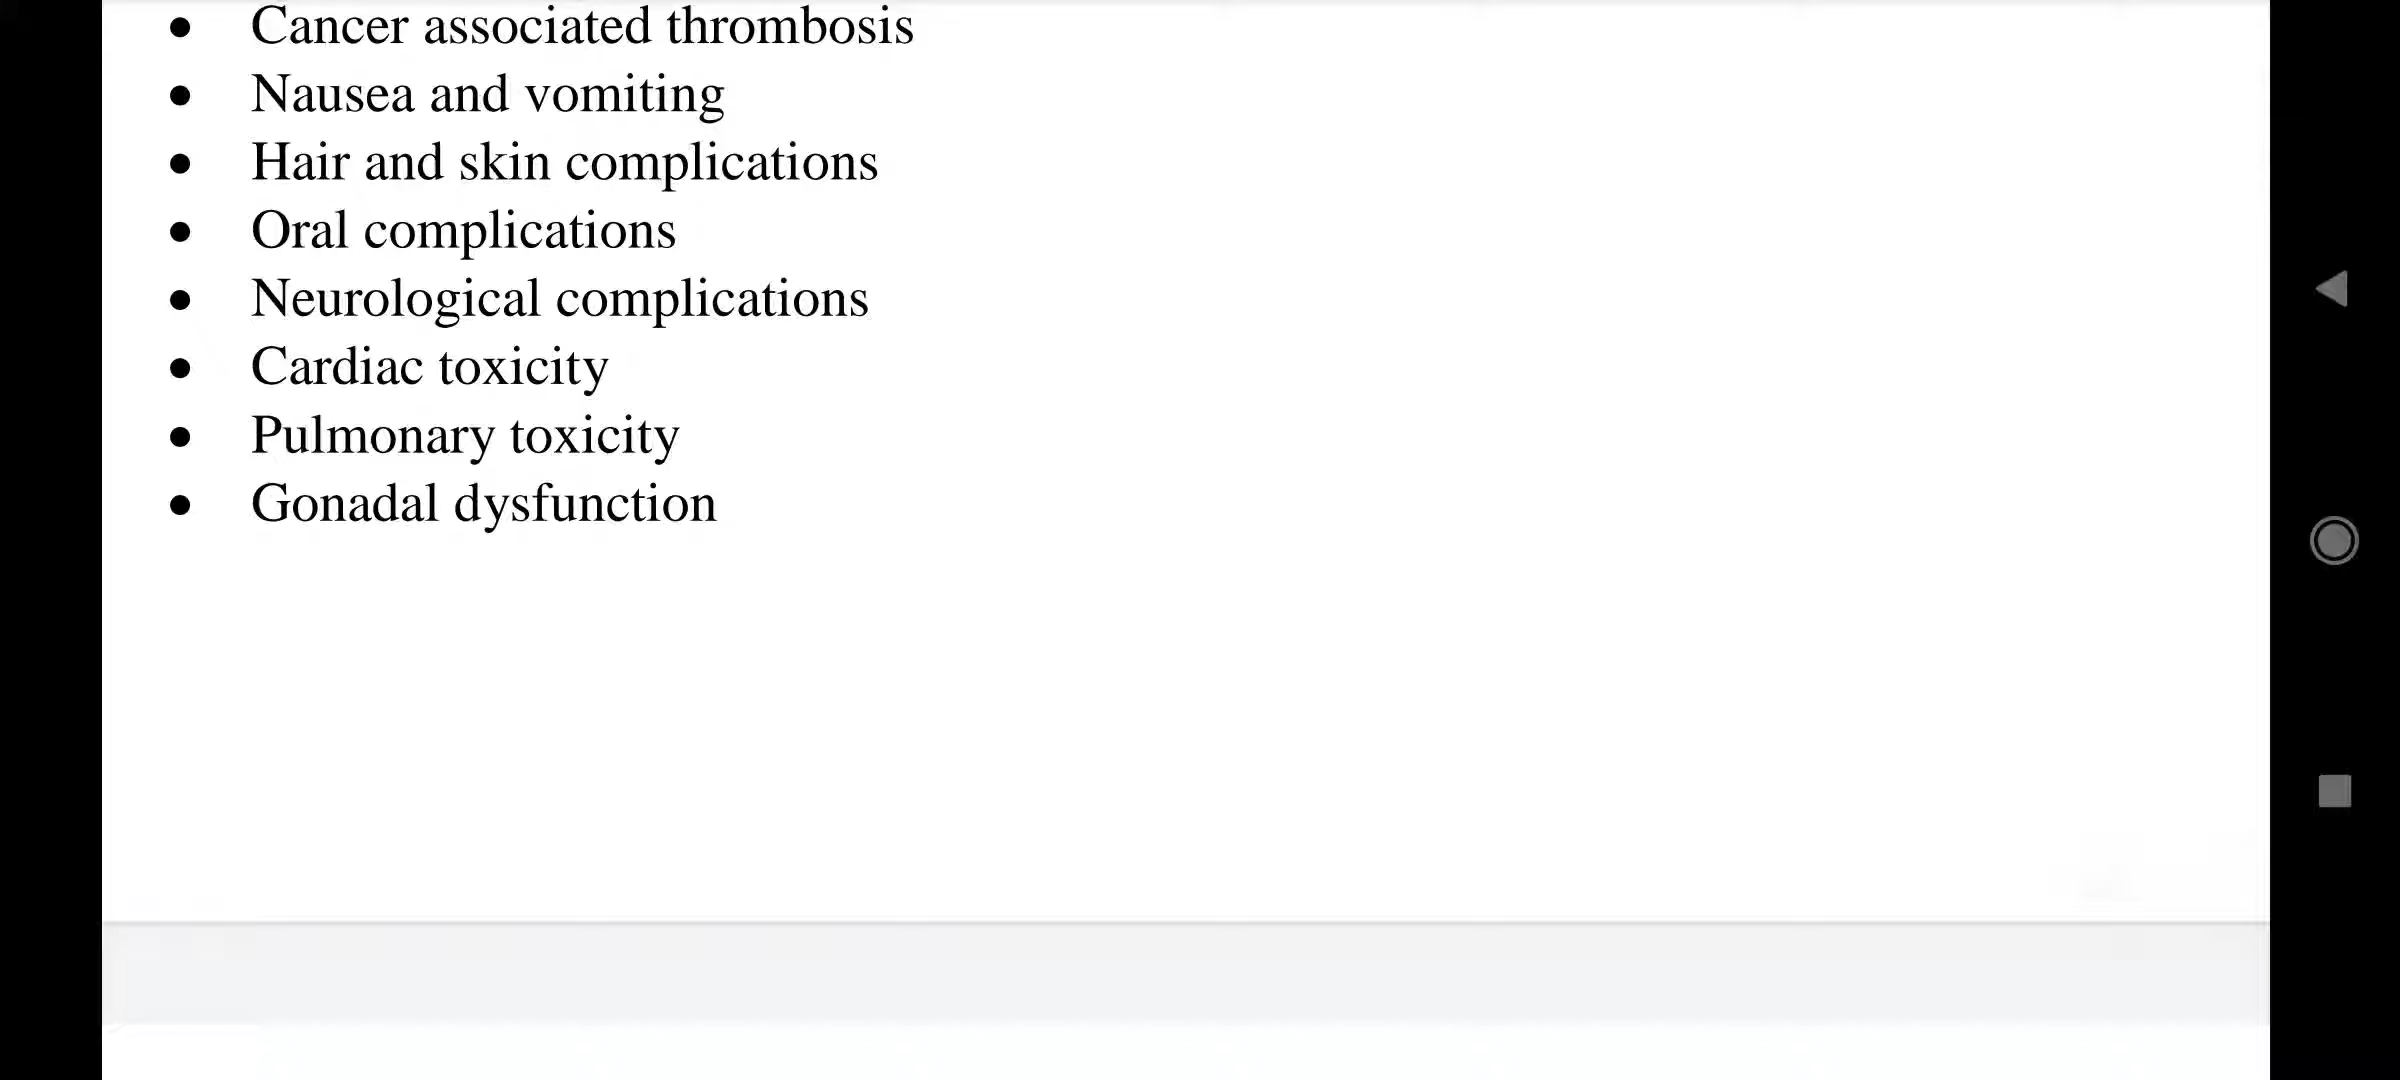 • Cancer associated thrombosis
• Nausea and vomiting
• Hair and skin complications
• Oral complications
• Neurological complications
• Cardiac toxicity
• Pulmonary toxicity
• Gonadal dysfunction